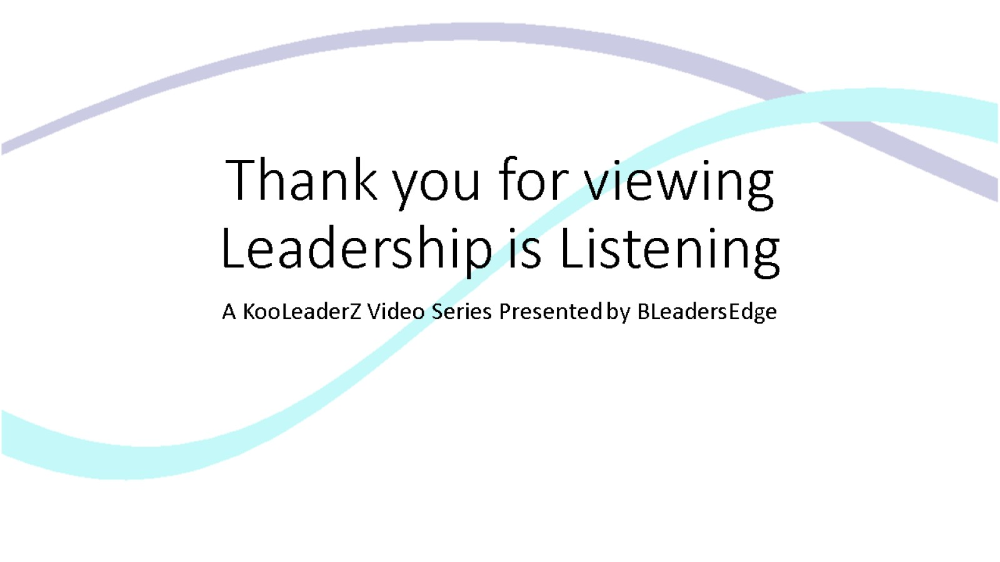 Thank you for viewing
Leadership is Listening
A KooLeaderZ Video Series Presented by BLeadersEdge